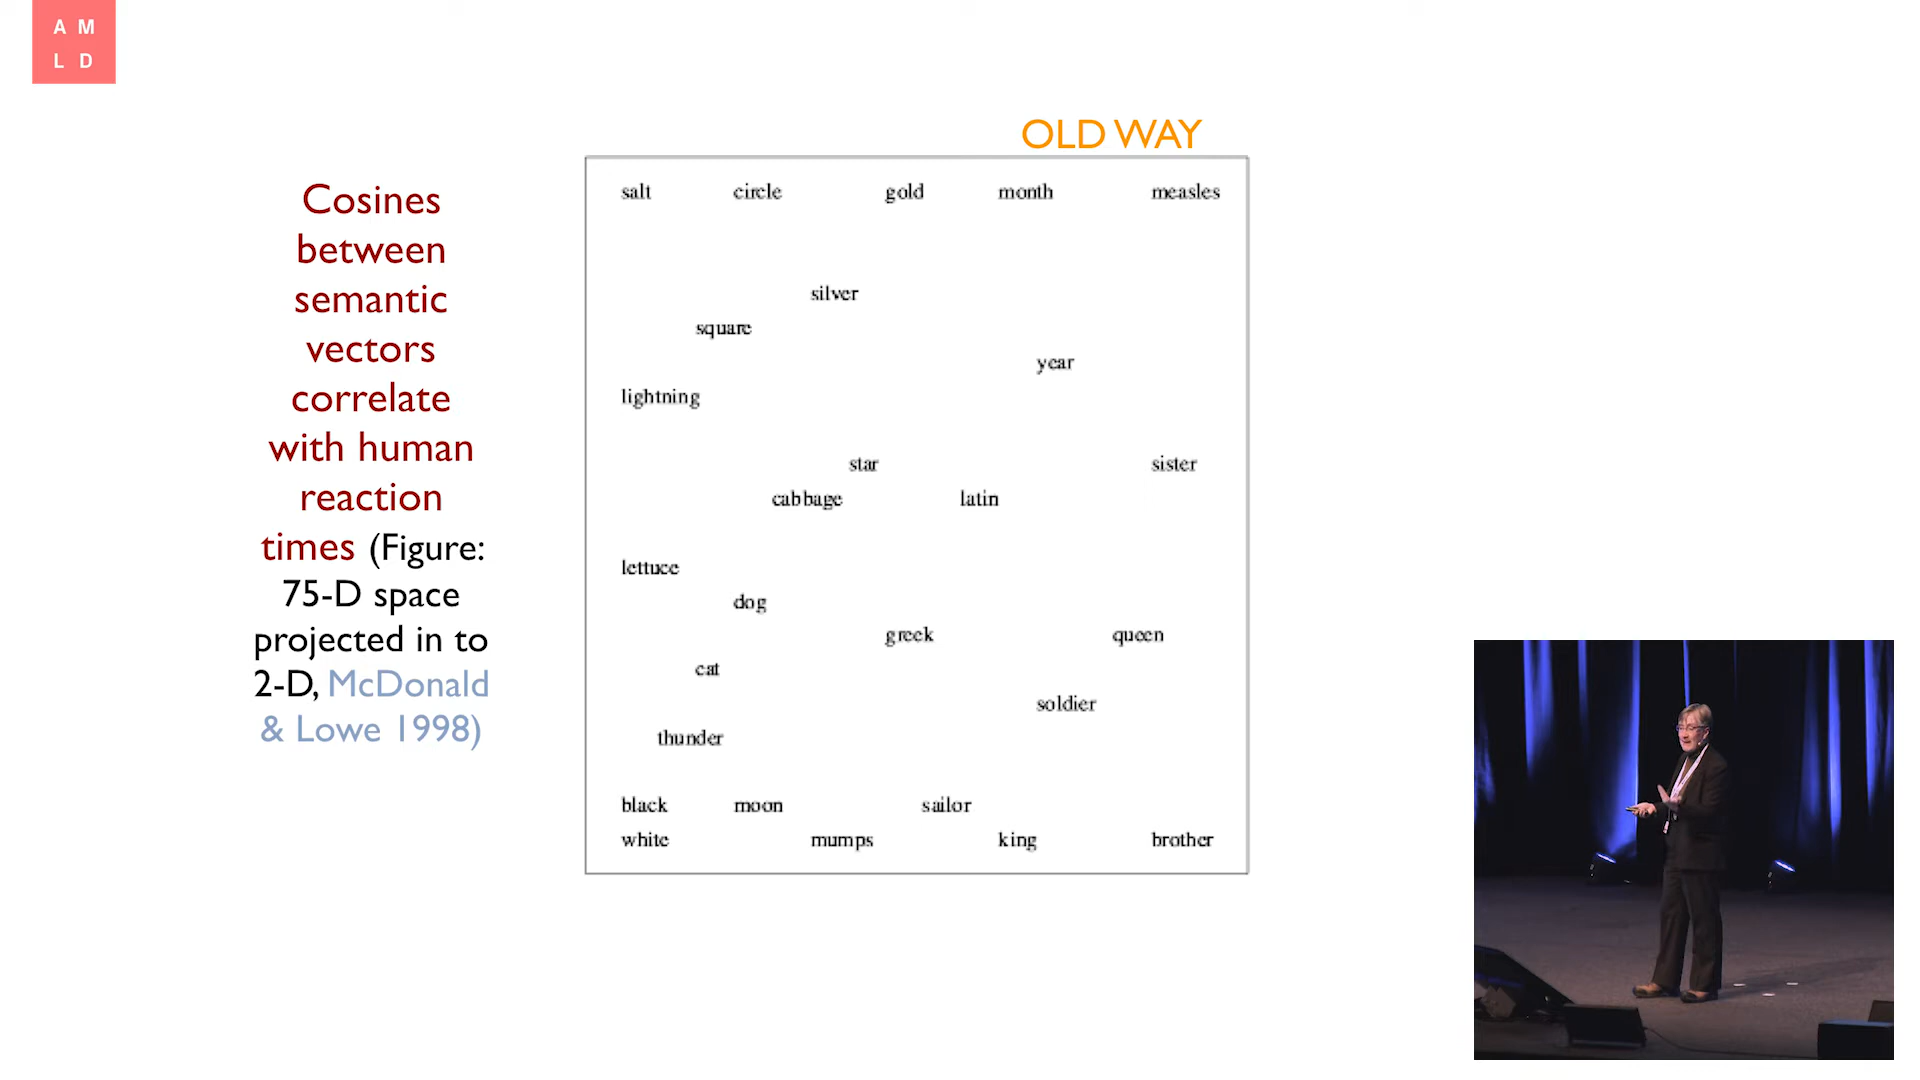 A M
L D
OLD WAY
Cosines
between
semantic
vectors
correlate
with human
reaction
times (Figure:
75-D space
projected in to
2-D, McDonald
& Lowe 1998)
salt circle gold month measles
silver
square
year
lightning
star sister
cabbage latin
lettuce
dog
greek queen
cat
soldier
thunder
black moon sailor
white mumps king brother